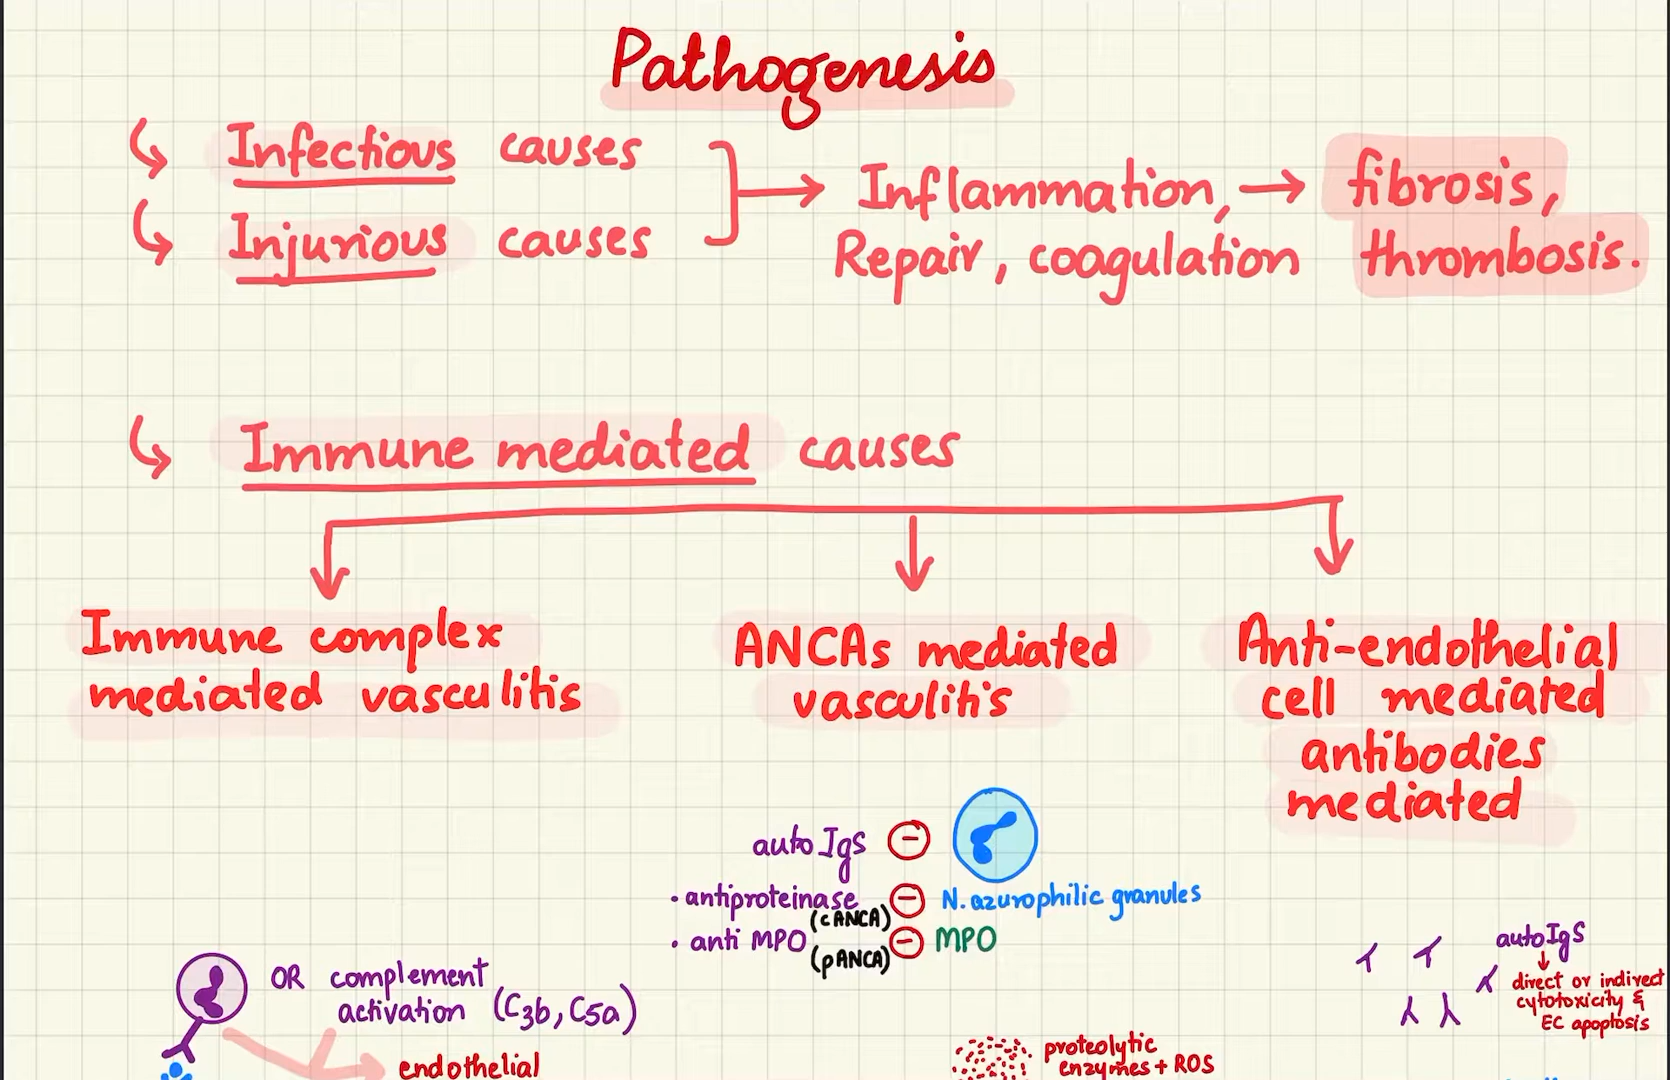 Pathogenesis
↳ Infectious causes
↳ Injurious causes
Inflammation, → fibrosis,
Repair, coagulation thrombosis.
↳ Immune mediated causes
Immune complex
mediated vasculitis
ANCAs mediated
vasculitis
Anti-endothelial
cell mediated
antibodies
mediated
auto Igs
• antiproteinase
(cANCA)
N. azurophilic granules
• anti MPO
(pANCA)
MPO
OR complement
activation (C3b, C5a)
endothelial
proteolytic
enzymes + ROS
auto IgS
direct or indirect
cytotoxicity &
EC apoptosis